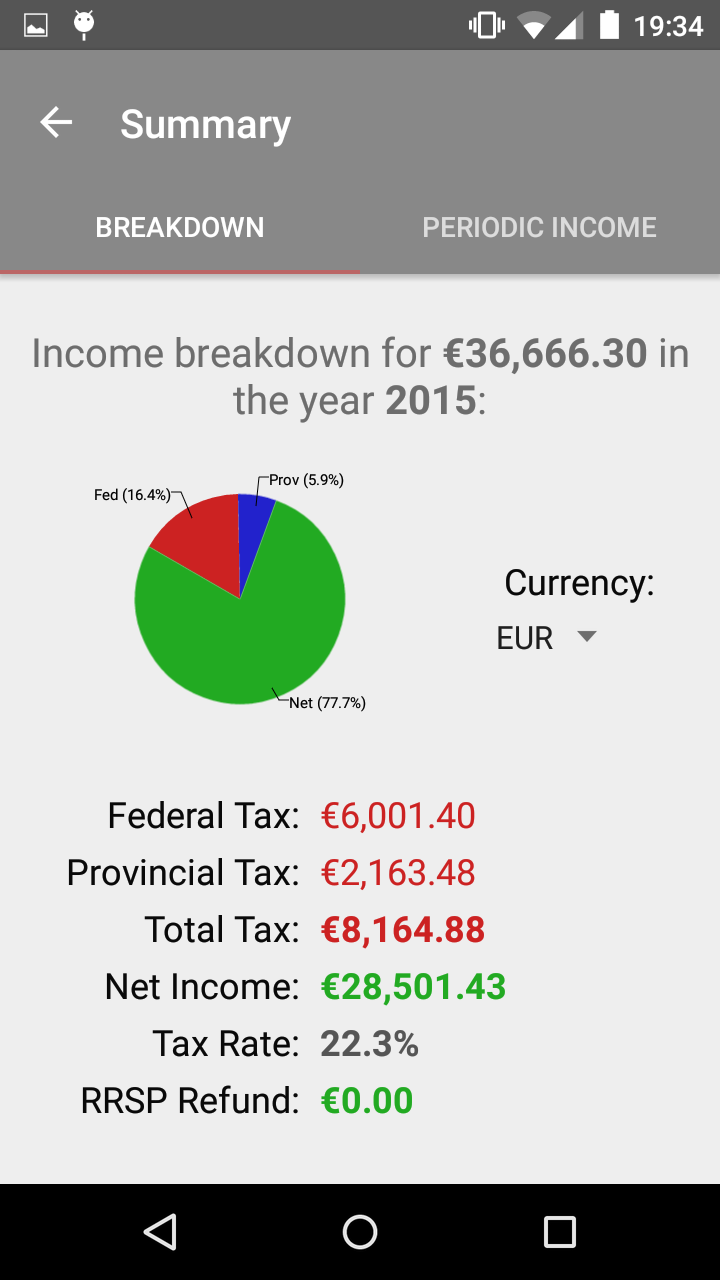 19:34
Summary
BREAKDOWN
PERIODIC INCOME
Income breakdown for €36,666.30 in
the year 2015:
Prov (5.9%)
Fed (16.4%)
Net (77.7%)
Currency:
EUR
Federal Tax: €6,001.40
Provincial Tax: €2,163.48
Total Tax: €8,164.88
Net Income: €28,501.43
Tax Rate: 22.3%
RRSP Refund: €0.00